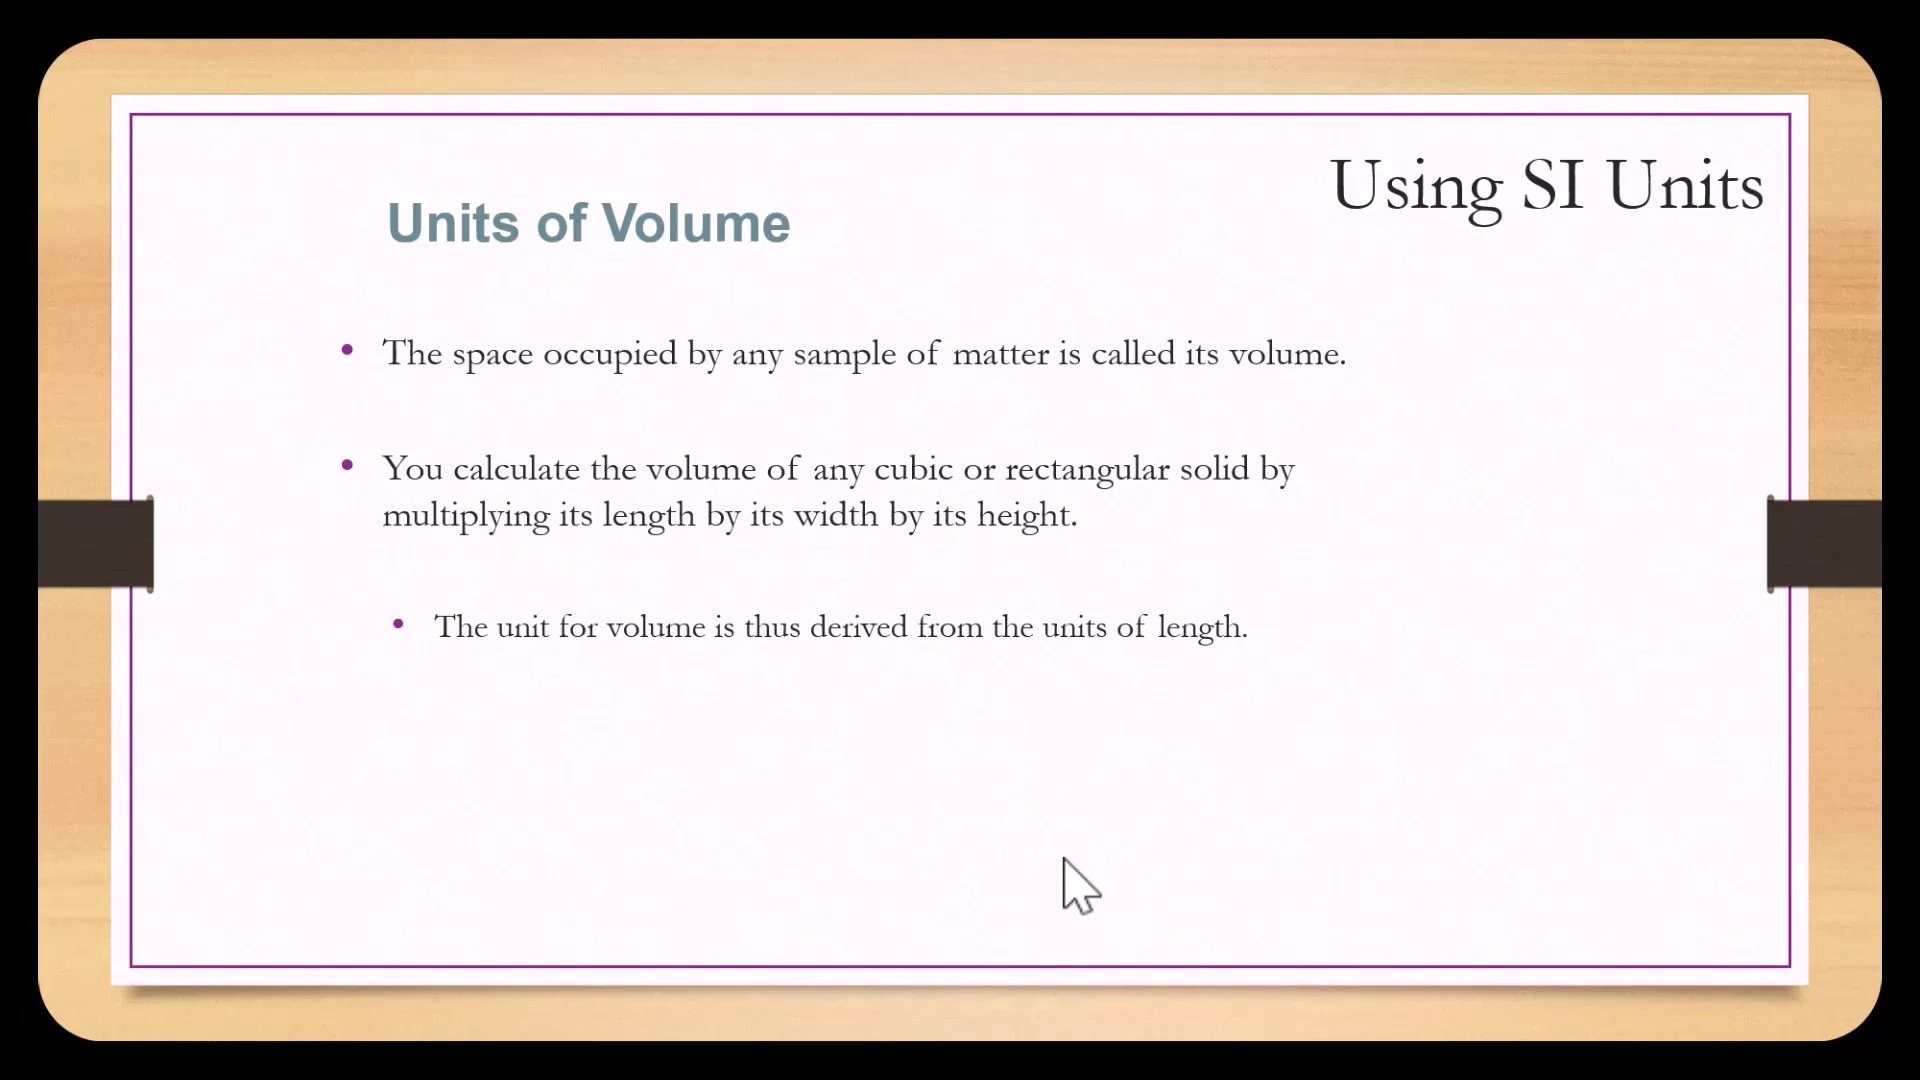 Using SI Units
Units of Volume
• The space occupied by any sample of matter is called its volume.
• You calculate the volume of any cubic or rectangular solid by
multiplying its length by its width by its height.
• The unit for volume is thus derived from the units of length.